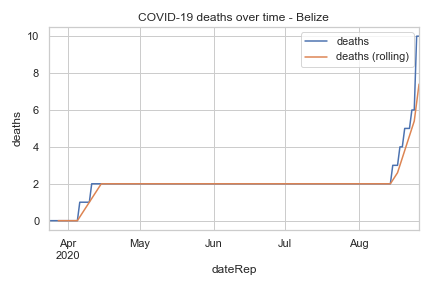 COVID-19 deaths over time - Belize
10
8
6
4
2
0
deaths
deaths
deaths (rolling)
Apr
2020
May
Jun
Jul
Aug
dateRep